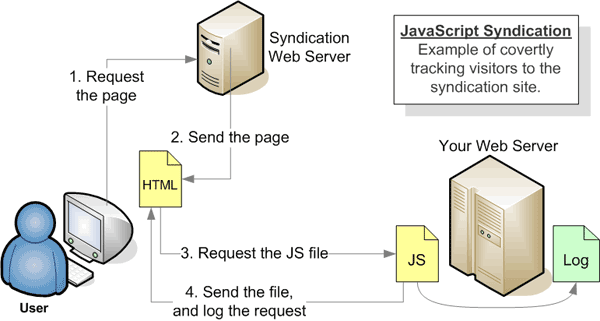 JavaScript Syndication
Example of covertly
tracking visitors to the
syndication site.
Syndication
Web Server
1. Request
the page
2. Send the page
Your Web Server
HTML
3. Request the JS file
JS
Log
4. Send the file,
and log the request
User